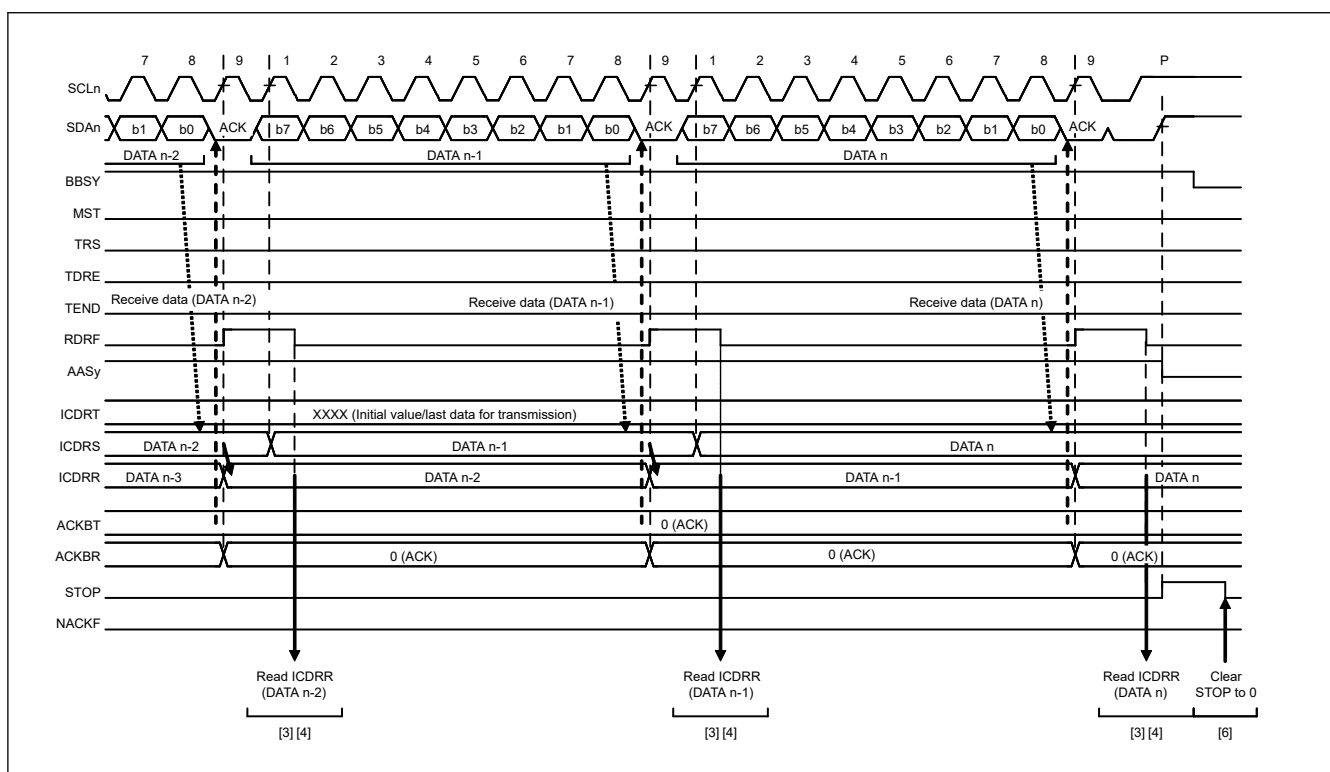 7 8 9 1 2 3 4 5 6 7 8 9 1 2 3 4 5 6 7 8 9 P
SCLn
SDAn b1 b0 ACK b7 b6 b5 b4 b3 b2 b1 b0 ACK b7 b6 b5 b4 b3 b2 b1 b0 ACK
DATA n-2 DATA n-1 DATA n
BBSY
MST
TRS
TDRE
TEND Receive data (DATA n-2) Receive data (DATA n-1) Receive data (DATA n)
RDRF
AASy
ICDRT XXXX (Initial value/last data for transmission)
ICDRS DATA n-2 DATA n-1 DATA n
ICDRR DATA n-3 DATA n-2 DATA n-1 DATA n
ACKBT 0 (ACK)
ACKBR 0 (ACK) 0 (ACK) 0 (ACK)
STOP
NACKF
Read ICDRR Read ICDRR Read ICDRR Clear
(DATA n-2) (DATA n-1) (DATA n) STOP to 0
[3] [4] [3] [4] [3] [4] [6]